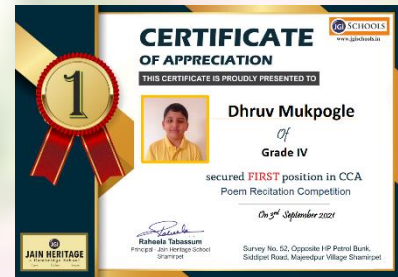 CERTIFICATE
OF APPRECIATION
THIS CERTIFICATE IS PROUDLY PRESENTED TO
JGI SCHOOLS
www.jgischools.in
1
Dhruv Mukpogle
Of
Grade IV
secured FIRST position in CCA
Poem Recitation Competition
On 3rd September 2021
Raheela Tabassum
Principal - Jain Heritage School
Shamirpet
Survey No. 52, Opposite HP Petrol Bunk,
Siddipet Road, Majeedpur Village Shamirpet
JGI
JAIN HERITAGE